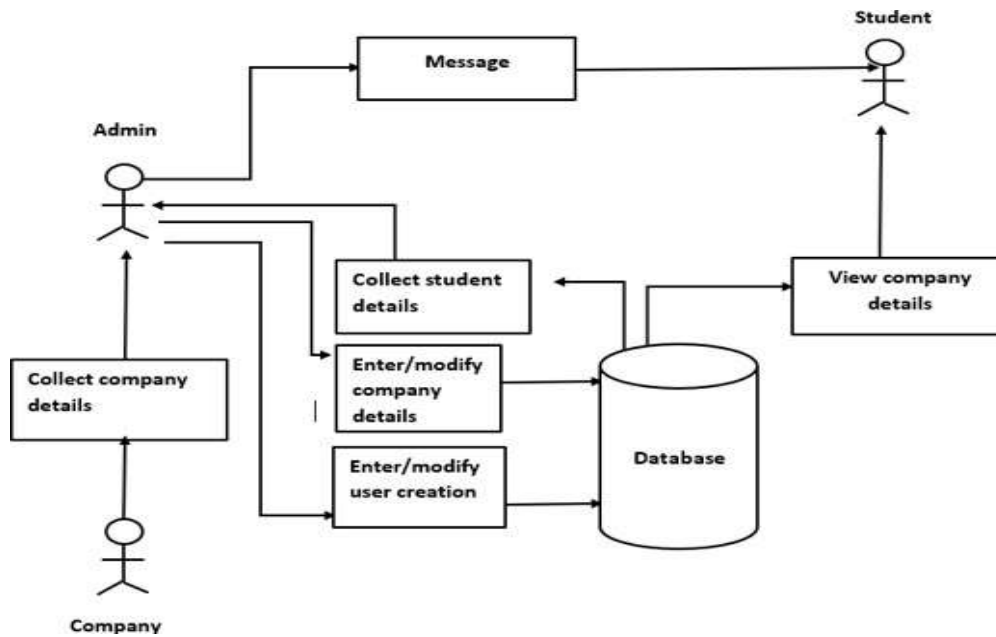 Student
Message
Admin
Collect student
details
View company
details
Enter/modify
company
details
Collect company
details
Database
Enter/modify
user creation
Company